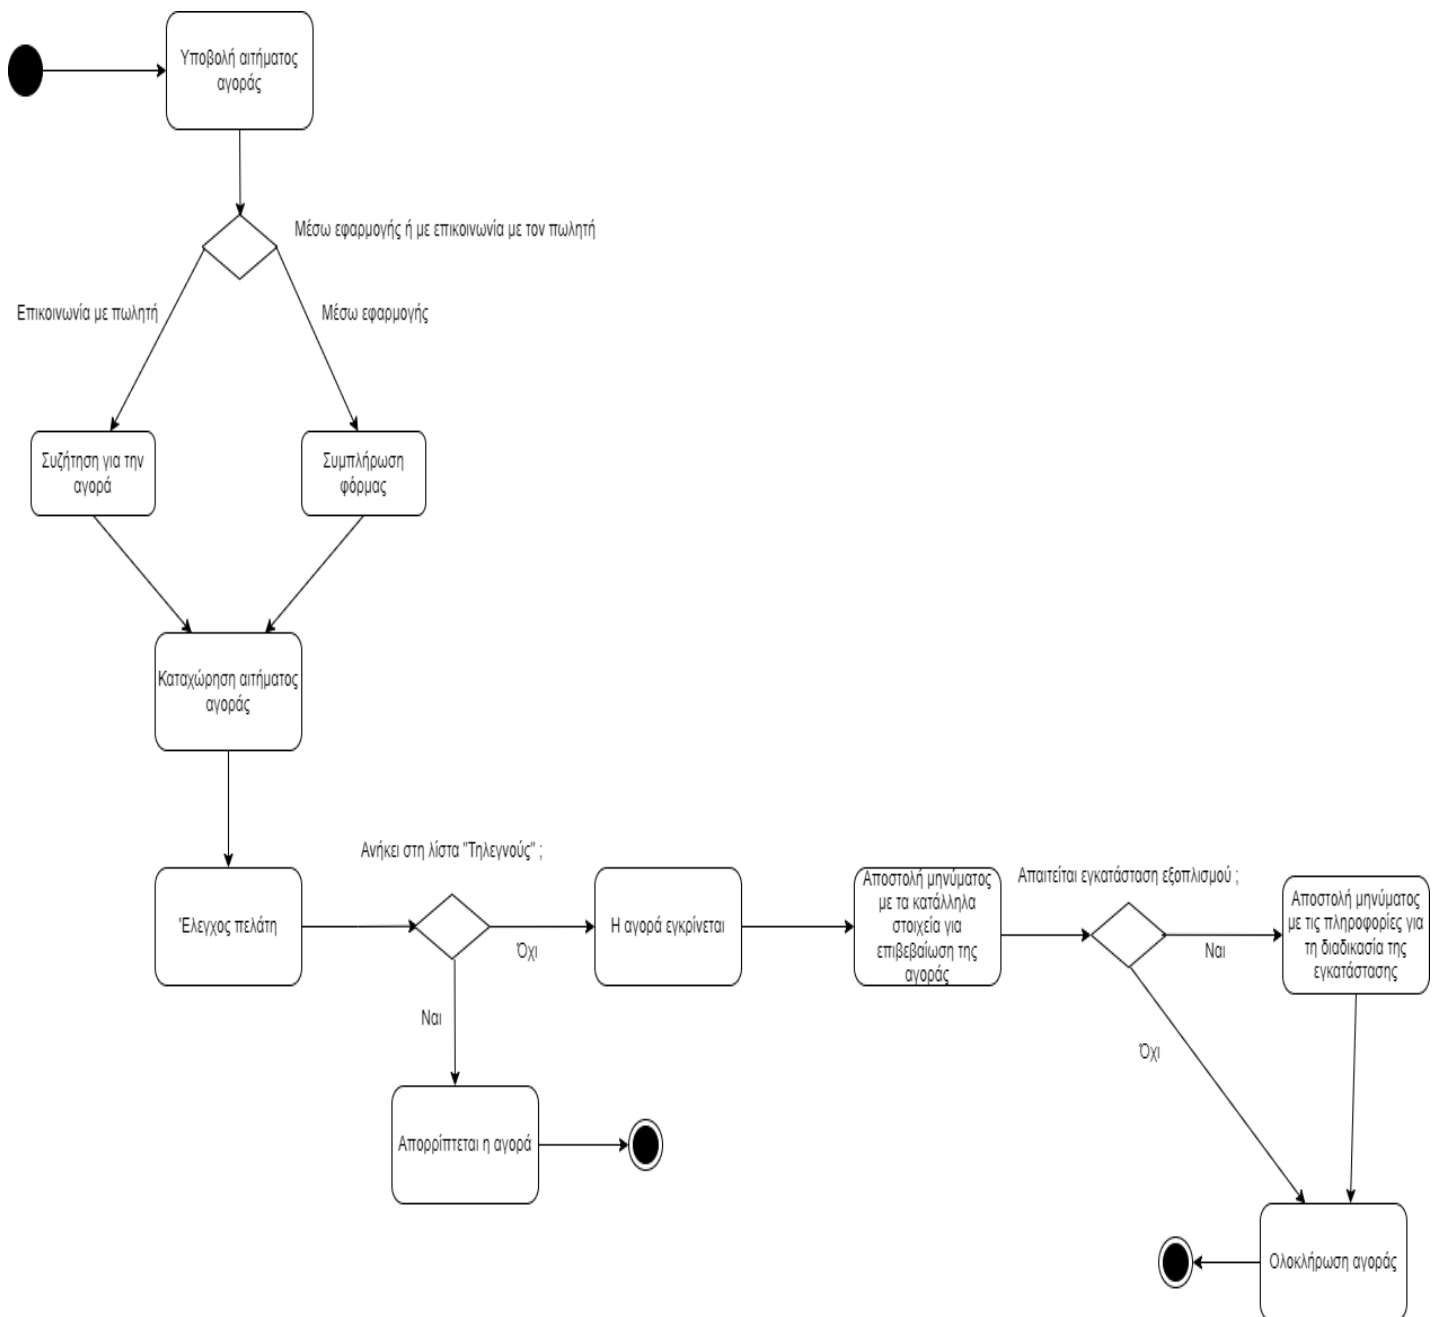 Υποβολή αιτήματος
αγοράς
Μέσω εφαρμογής ή με επικοινωνία με τον πωλητή
Επικοινωνία με πωλητή
Μέσω εφαρμογής
Συζήτηση για την
αγορά
Συμπλήρωση
φόρμας
Καταχώρηση αιτήματος
αγοράς
Έλεγχος πελάτη
Ανήκει στη λίστα "Τηλεγνούς" ;
Όχι
Ναι
Απορρίπτεται η αγορά
Η αγορά εγκρίνεται
Αποστολή μηνύματος
με τα κατάλληλα
στοιχεία για
επιβεβαίωση της
αγοράς
Απαιτείται εγκατάσταση εξοπλισμού ;
Ναι
Όχι
Αποστολή μηνύματος
με τις πληροφορίες για
τη διαδικασία της
εγκατάστασης
Ολοκλήρωση αγοράς